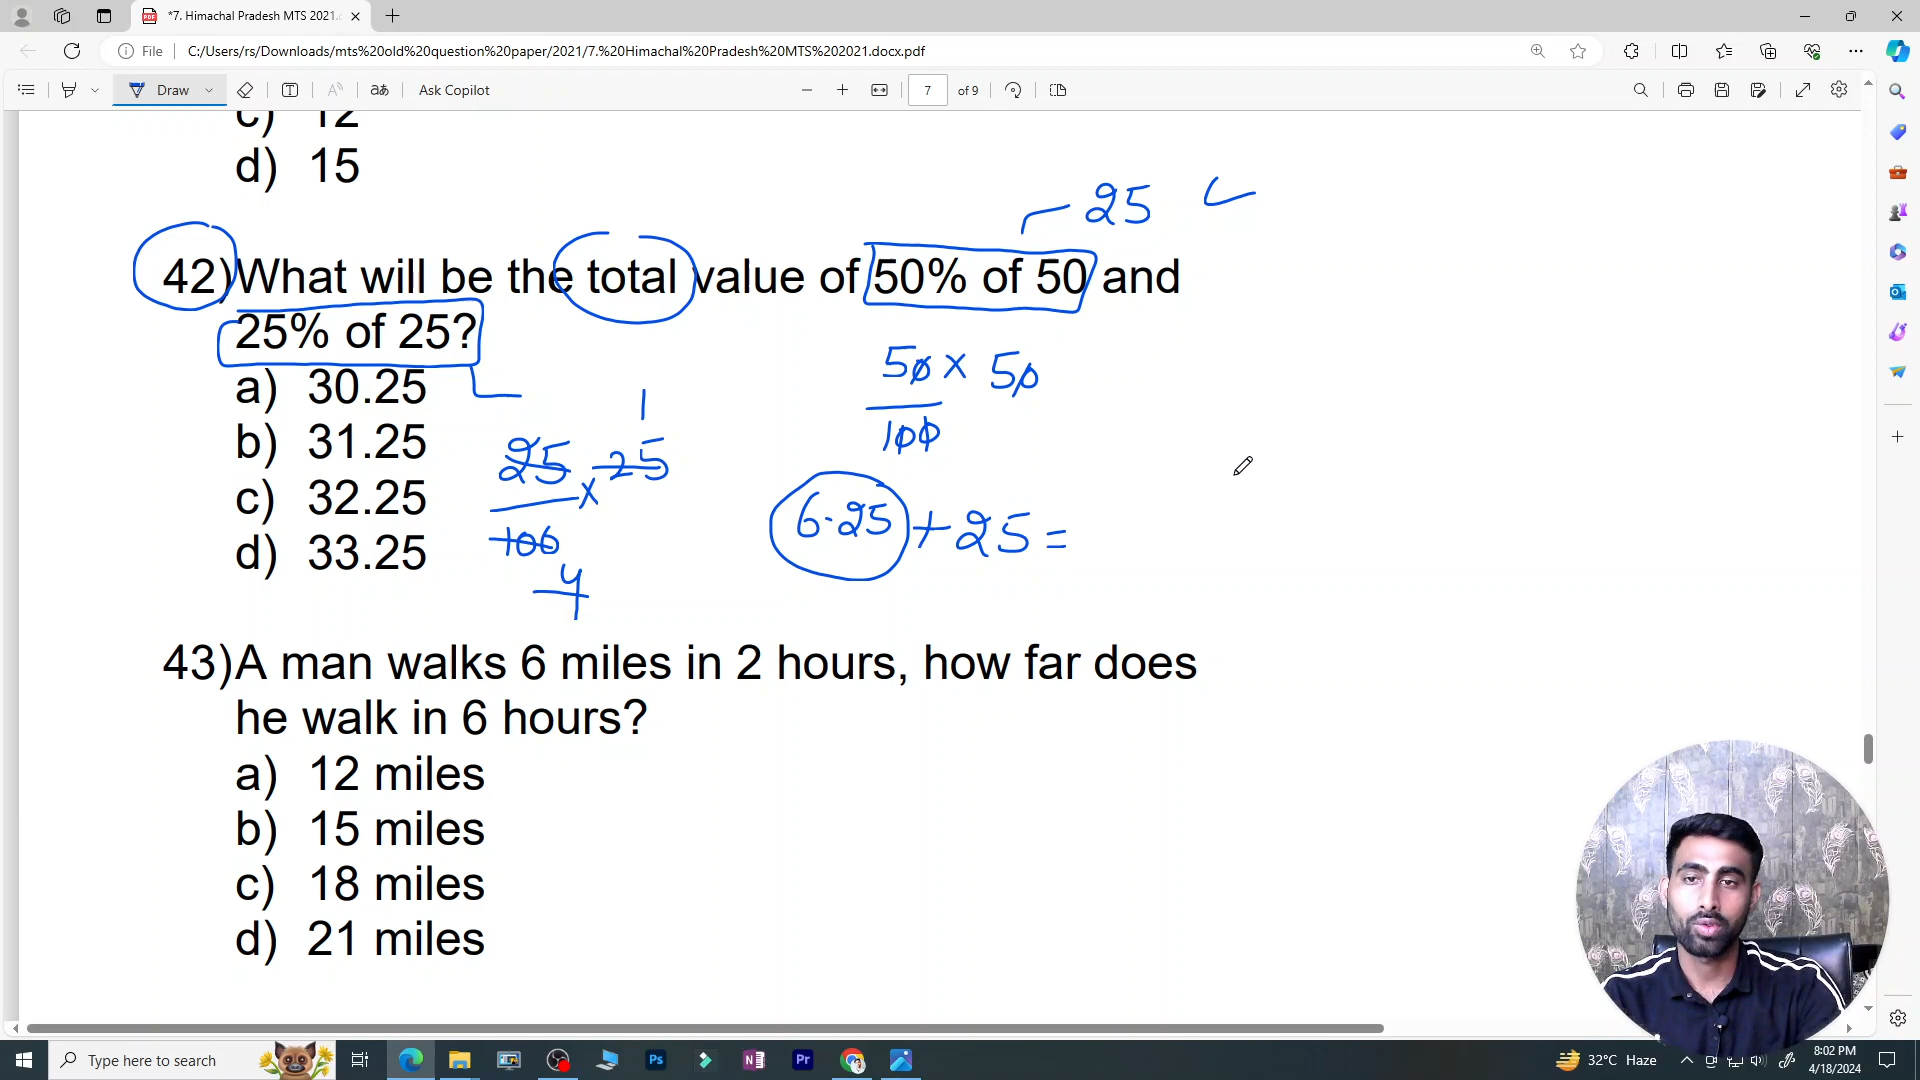 *7. Himachal Pradesh MTS 2021.
File
C:/Users/rs/Downloads/mts%20old%20question%20paper/2021/7.%20Himachal%20Pradesh%20MTS%202021.docx.pdf
Draw
Ask Copilot
7 of 9
c) 12
d) 15
25
42) What will be the total value of 50% of 50 and
25% of 25?
a) 30.25
b) 31.25
c) 32.25
d) 33.25
50 x 50
100
1
25 x 25
100
4
6.25 + 25 =
43) A man walks 6 miles in 2 hours, how far does
he walk in 6 hours?
a) 12 miles
b) 15 miles
c) 18 miles
d) 21 miles
Type here to search
Ps
N
Pr
32°C Haze
8:02 PM
4/18/2024